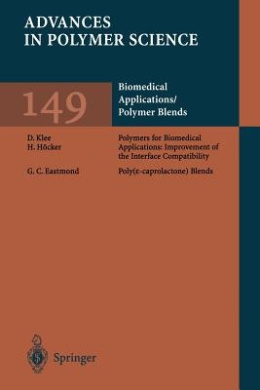 ADVANCES
IN POLYMER SCIENCE
149
Biomedical
Applications/
Polymer Blends
D. Klee
H. Höcker
Polymers for Biomedical
Applications: Improvement of
the Interface Compatibility
G. C. Eastmond
Poly(ε-caprolactone) Blends
Springer